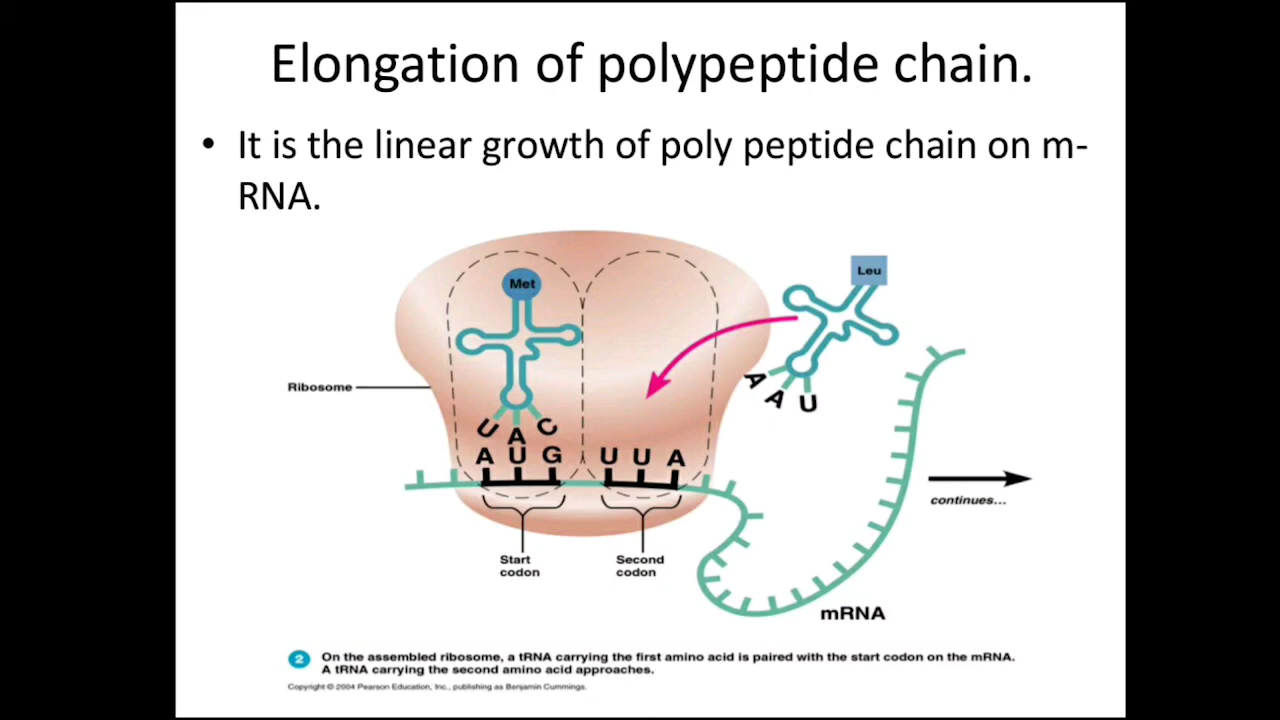 Elongation of polypeptide chain.
• It is the linear growth of poly peptide chain on m-
RNA.
Met
Leu
Ribosome
A A U
U A C
A U G U U A
continues...
Start
codon
Second
codon
mRNA
2 On the assembled ribosome, a tRNA carrying the first amino acid is paired with the start codon on the mRNA.
A tRNA carrying the second amino acid approaches.
Copyright © 2004 Pearson Education, Inc., publishing as Benjamin Cummings.